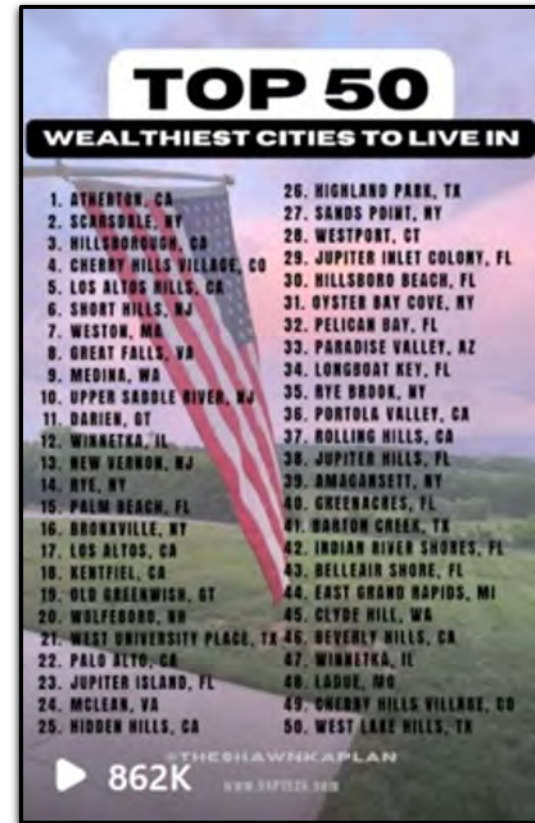 TOP 50
WEALTHIEST CITIES TO LIVE IN
1. ATHERTON, CA
2. SCARSDALE, NY
3. HILLSBOROUGH, CA
4. CHERRY HILLS VILLAGE, CO
5. LOS ALTOS HILLS, CA
6. SHORT HILLS, NJ
7. WESTON, MA
8. GREAT FALLS, VA
9. MEDINA, WA
10. UPPER SADDLE RIVER, NJ
11. DARIEN, CT
12. WINNETKA, IL
13. NEW VERNON, NJ
14. RYE, NY
15. PALM BEACH, FL
16. BRONXVILLE, NY
17. LOS ALTOS, CA
18. KENTFIEL, CA
19. OLD GREENWISH, CT
20. WOLFEBORO, NH
21. WEST UNIVERSITY PLACE, TX
22. PALO ALTO, CA
23. JUPITER ISLAND, FL
24. MCLEAN, VA
25. HIDDEN HILLS, CA
26. HIGHLAND PARK, TX
27. SANDS POINT, NY
28. WESTPORT, CT
29. JUPITER INLET COLONY, FL
30. HILLSBORO BEACH, FL
31. OYSTER BAY COVE, NY
32. PELICAN BAY, FL
33. PARADISE VALLEY, AZ
34. LONGBOAT KEY, FL
35. RYE BROOK, NY
36. PORTOLA VALLEY, CA
37. ROLLING HILLS, CA
38. JUPITER HILLS, FL
39. AMAGANSETT, NY
40. GREENACRES, FL
41. BARTON CREEK, TX
42. INDIAN RIVER SHORES, FL
43. BELLEAIR SHORE, FL
44. EAST GRAND RAPIDS, MI
45. CLYDE HILL, WA
46. BEVERLY HILLS, CA
47. WINNETKA, IL
48. LADUE, MO
49. CHERRY HILLS VILLAGE, CO
50. WEST LAKE HILLS, TX
@THESHAWNKAPLAN
862K